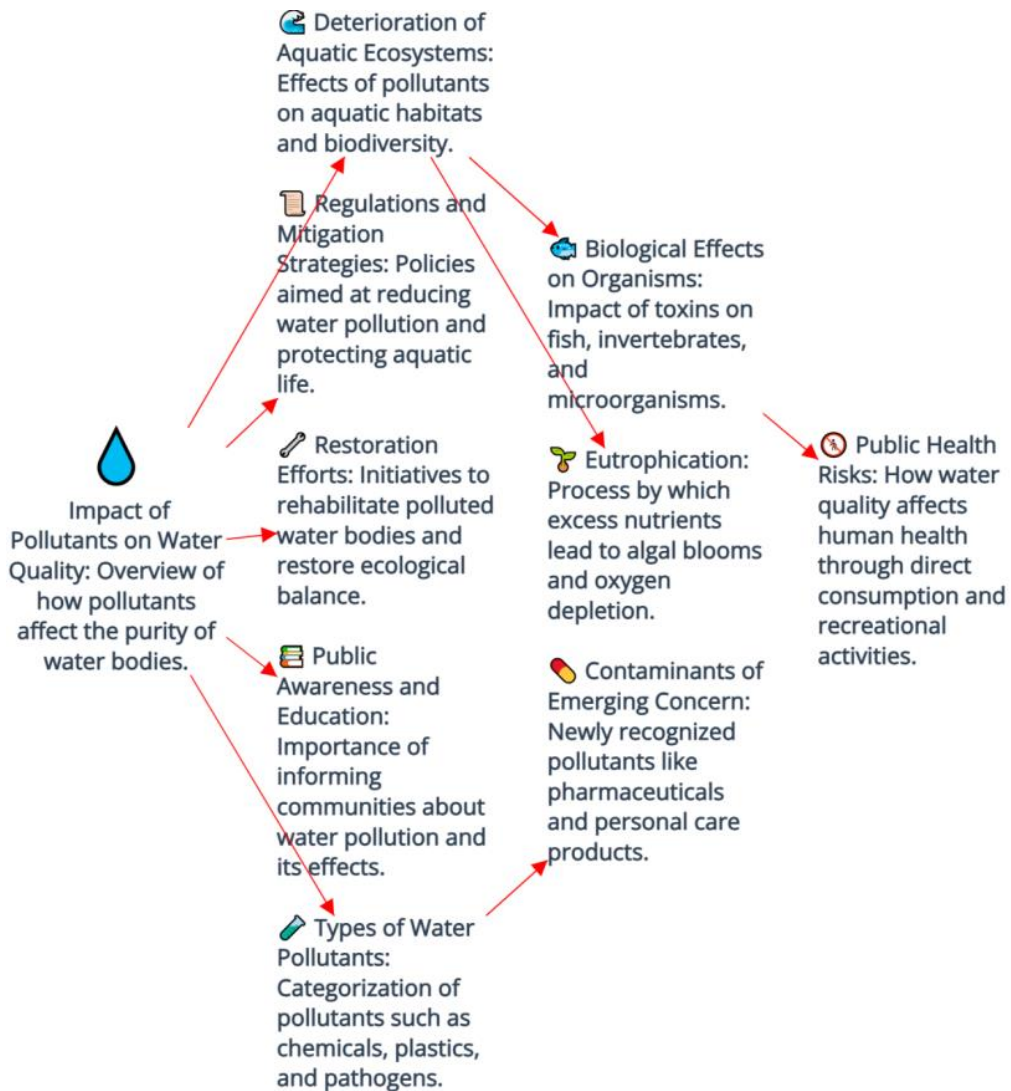 Deterioration of
Aquatic Ecosystems:
Effects of pollutants
on aquatic habitats
and biodiversity.
Regulations and
Mitigation
Strategies: Policies
aimed at reducing
water pollution and
protecting aquatic
life.
Restoration
Efforts: Initiatives to
rehabilitate polluted
water bodies and
restore ecological
balance.
Impact of
Pollutants on Water
Quality: Overview of
how pollutants
affect the purity of
water bodies.
Public
Awareness and
Education:
Importance of
informing
communities about
water pollution and
its effects.
Types of Water
Pollutants:
Categorization of
pollutants such as
chemicals, plastics,
and pathogens.
Biological Effects
on Organisms:
Impact of toxins on
fish, invertebrates,
and
microorganisms.
Eutrophication:
Process by which
excess nutrients
lead to algal blooms
and oxygen
depletion.
Contaminants of
Emerging Concern:
Newly recognized
pollutants like
pharmaceuticals
and personal care
products.
Public Health
Risks: How water
quality affects
human health
through direct
consumption and
recreational
activities.